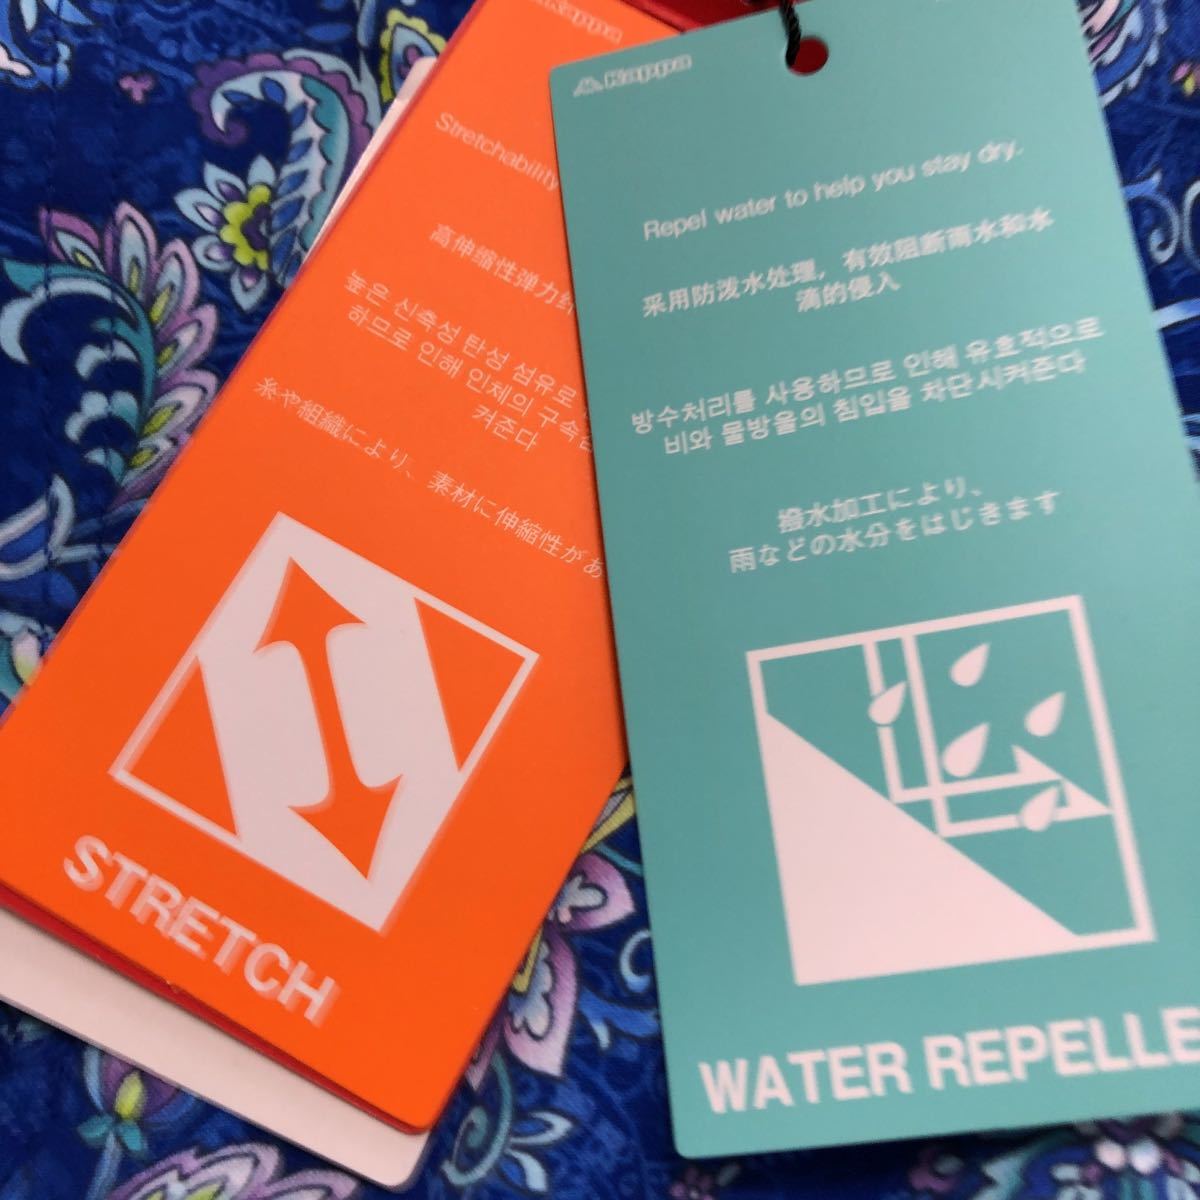 Kappa
Stretchability
高伸缩性弹力纤
높은 신축성 탄성 섬유로
하므로 인해 인체의 구속
켜준다
糸や組織により、素材に伸縮性があ
STRETCH
Kappa
Repel water to help you stay dry.
采用防泼水处理，有效阻断雨水和水
滴的侵入
방수처리를 사용하므로 인해 유효적으로
비와 물방울의 침입을 차단시켜준다
撥水加工により、
雨などの水分をはじきます
WATER REPELLE